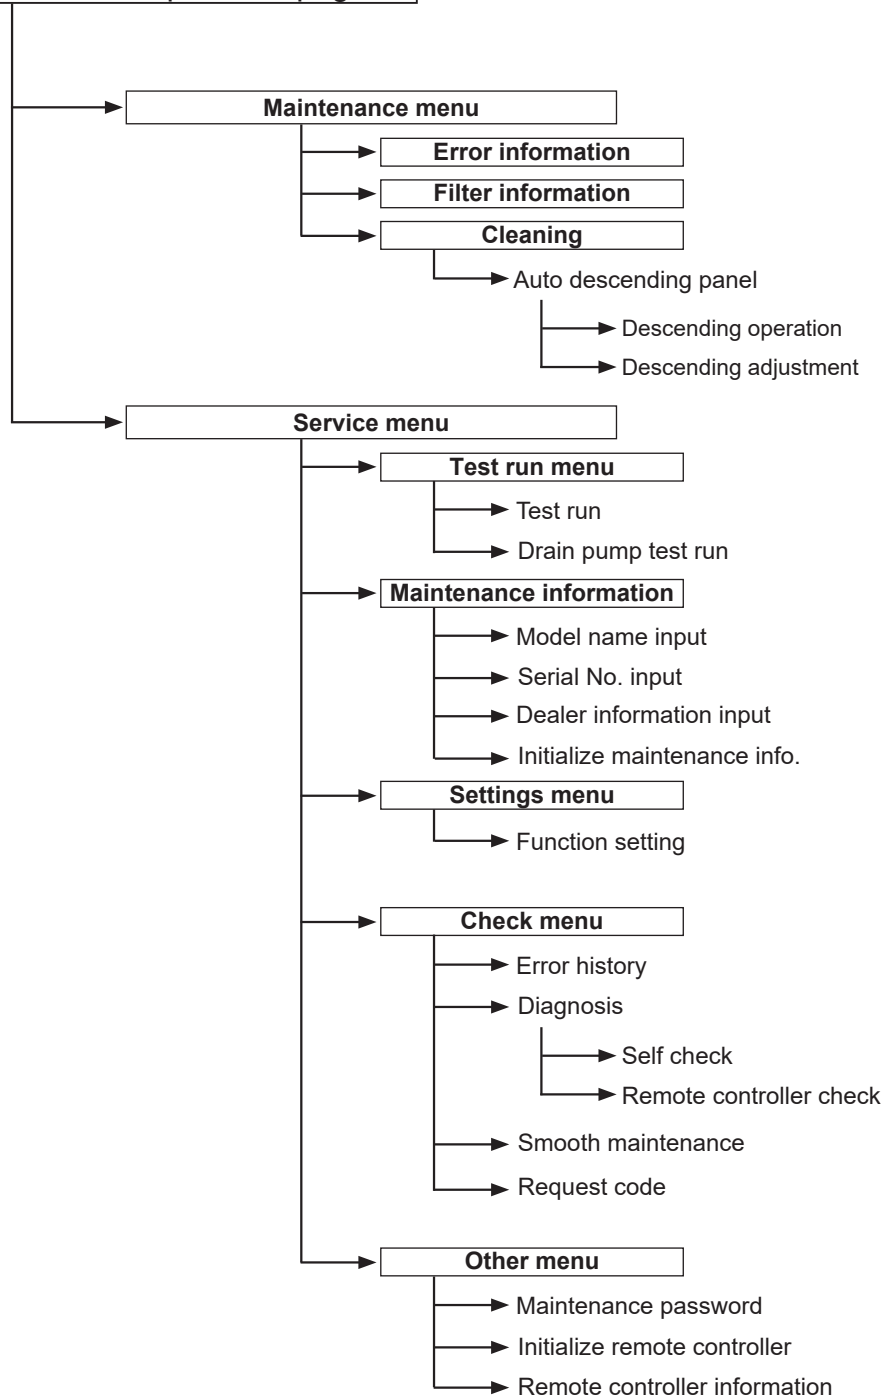 Maintenance menu
Error information
Filter information
Cleaning
Auto descending panel
Descending operation
Descending adjustment
Service menu
Test run menu
Test run
Drain pump test run
Maintenance information
Model name input
Serial No. input
Dealer information input
Initialize maintenance info.
Settings menu
Function setting
Check menu
Error history
Diagnosis
Self check
Remote controller check
Smooth maintenance
Request code
Other menu
Maintenance password
Initialize remote controller
Remote controller information